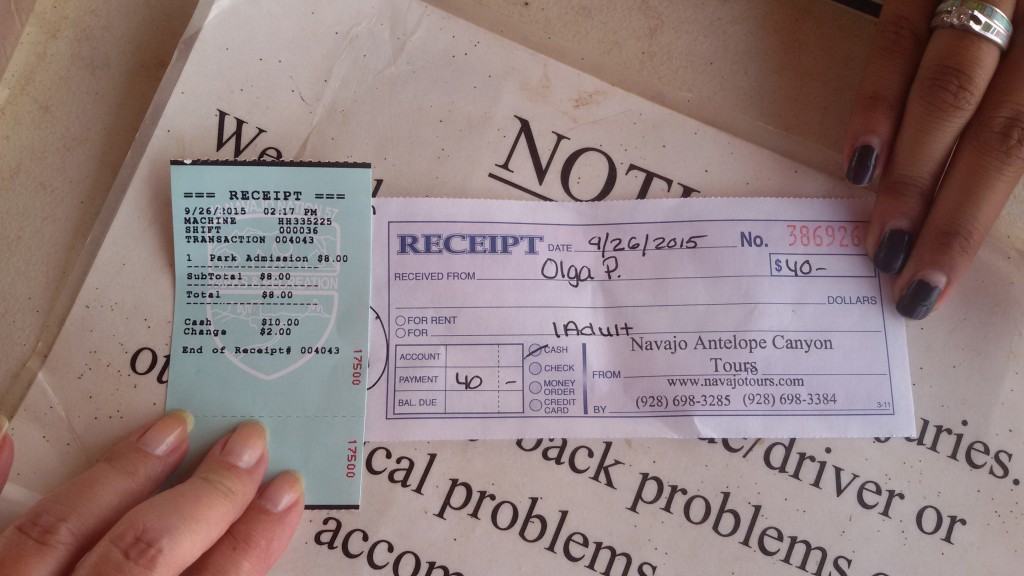 We
NOTI
=== RECEIPT ===
9/26/2015 02:17 PM
MACHINE HH335225
SHIFT 000036
TRANSACTION 004043
1 Park Admission $8.00
SubTotal $8.00
Total $8.00
Cash $10.00
Change $2.00
End of Receipt# 004043
17500
17500
RECEIPT DATE 9/26/2015 No. 386926
RECEIVED FROM Olga P. $40-
DOLLARS
FOR RENT
FOR 1 Adult
ACCOUNT
PAYMENT 40 -
BAL. DUE
CASH
CHECK
MONEY ORDER
CREDIT CARD
FROM
BY
Navajo Antelope Canyon
Tours
www.navajotours.com
(928) 698-3285 (928) 698-3384
3-11
ou
uries.
back problems
/driver or
cal problems
accom